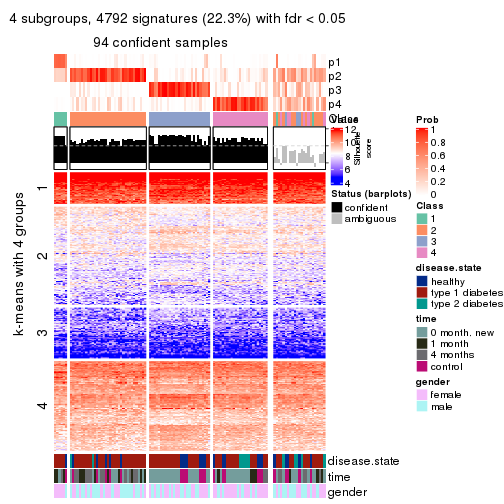 4 subgroups, 4792 signatures (22.3%) with fdr < 0.05
94 confident samples
p1
p2
p3
p4
Class
Value
12
10
8
6
4
Silhouette
score
k-means with 4 groups
1
2
3
4
Status (barplots)
confident
ambiguous
Prob
1
0.8
0.6
0.4
0.2
0
Class
1
2
3
4
disease.state
healthy
type 1 diabetes
type 2 diabetes
time
0 month. new
1 month
4 months
control
gender
female
male
disease.state
time
gender